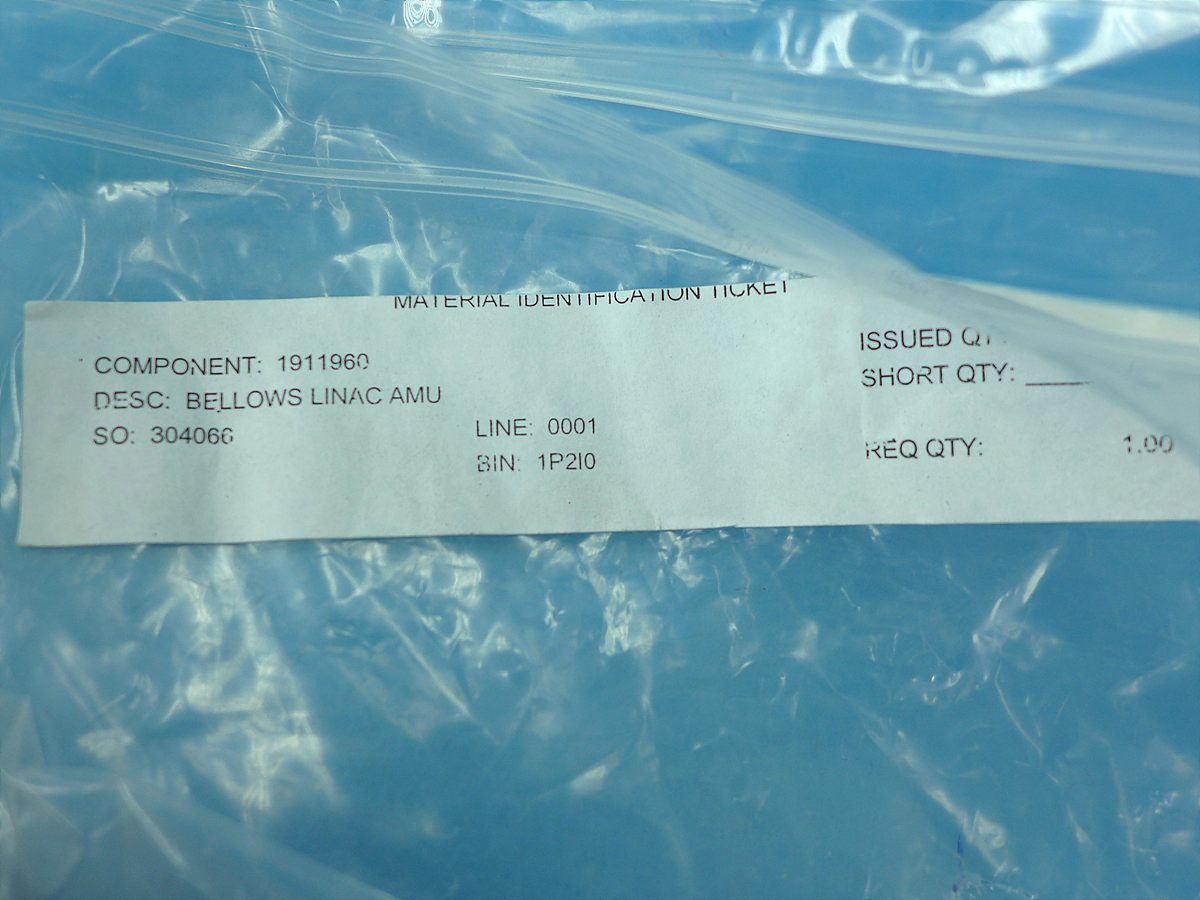 MATERIAL IDENTIFICATION TICKET
COMPONENT: 1911960
DESC: BELLOWS LINAC AMU
SO: 304066
LINE: 0001
BIN: 1P2I0
ISSUED
SHORT QTY: _____
REQ QTY: 1.00